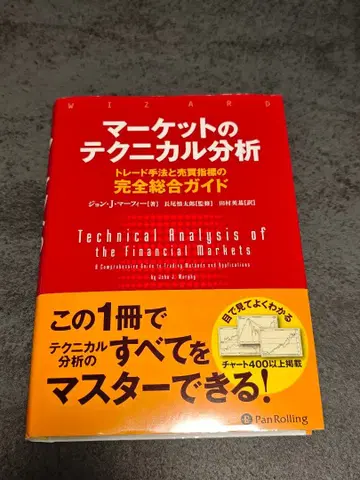 WIZARD
マーケットの
テクニカル分析
トレード手法と売買指標の
完全総合ガイド
ジョン・J・マーフィー[著] 長尾慎太郎[監修] 田村英基[訳]
Technical Analysis of
the Financial Markets
A Comprehensive Guide to Trading Methods and Applications
by John J. Murphy
この1冊で
テクニカル
分析の
すべてを
マスターできる!
目で見てよくわかる
チャート400以上掲載
PanRolling